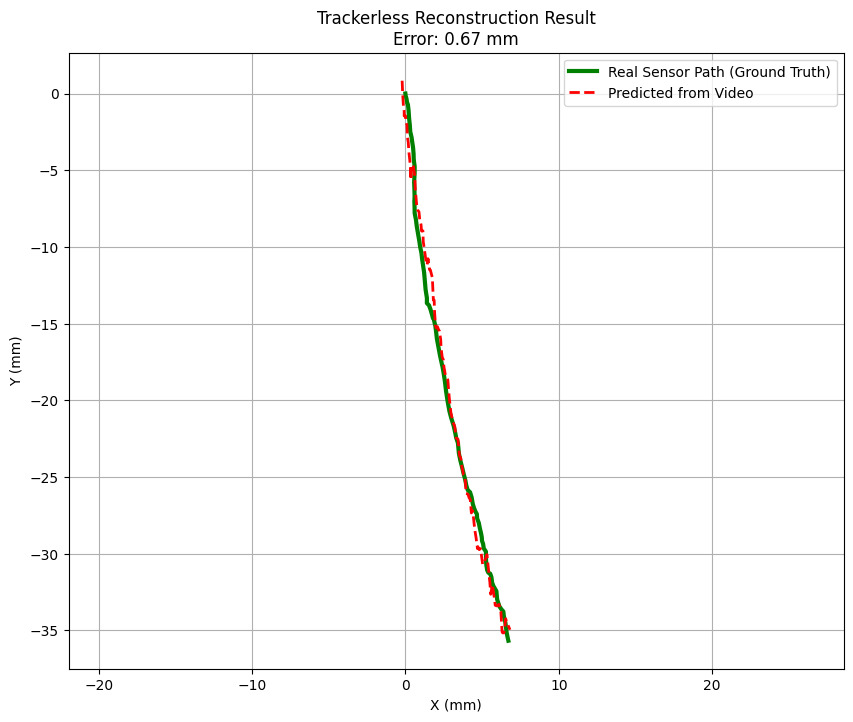 Trackerless Reconstruction Result
Error: 0.67 mm
Real Sensor Path (Ground Truth)
Predicted from Video
0
−5
−10
−15
−20
−25
−30
−35
Y (mm)
−20
−10
0
10
20
X (mm)